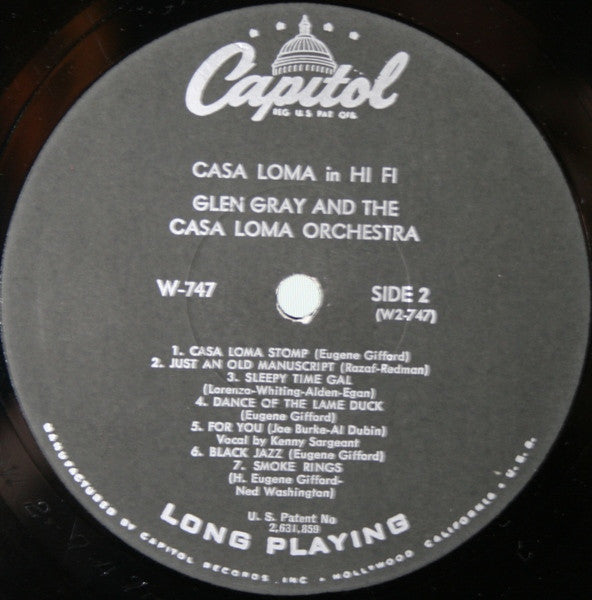 Capitol
REG. U.S. PAT. OFF.
CASA LOMA in HI FI
GLEN GRAY AND THE
CASA LOMA ORCHESTRA
W-747
SIDE 2
(W2-747)
1. CASA LOMA STOMP (Eugene Gifford)
2. JUST AN OLD MANUSCRIPT (Razaf-Redman)
3. SLEEPY TIME GAL
(Lorenzo-Whiting-Alden-Egan)
4. DANCE OF THE LAME DUCK
(Eugene Gifford)
5. FOR YOU (Joe Burke-Al Dubin)
Vocal by Kenny Sargeant
6. BLACK JAZZ (Eugene Gifford)
7. SMOKE RINGS
(H. Eugene Gifford-
Ned Washington)
U. S. Patent No
2,631,859
LONG PLAYING
MANUFACTURED BY CAPITOL RECORDS, INC • HOLLYWOOD CALIFORNIA • U.S.A.